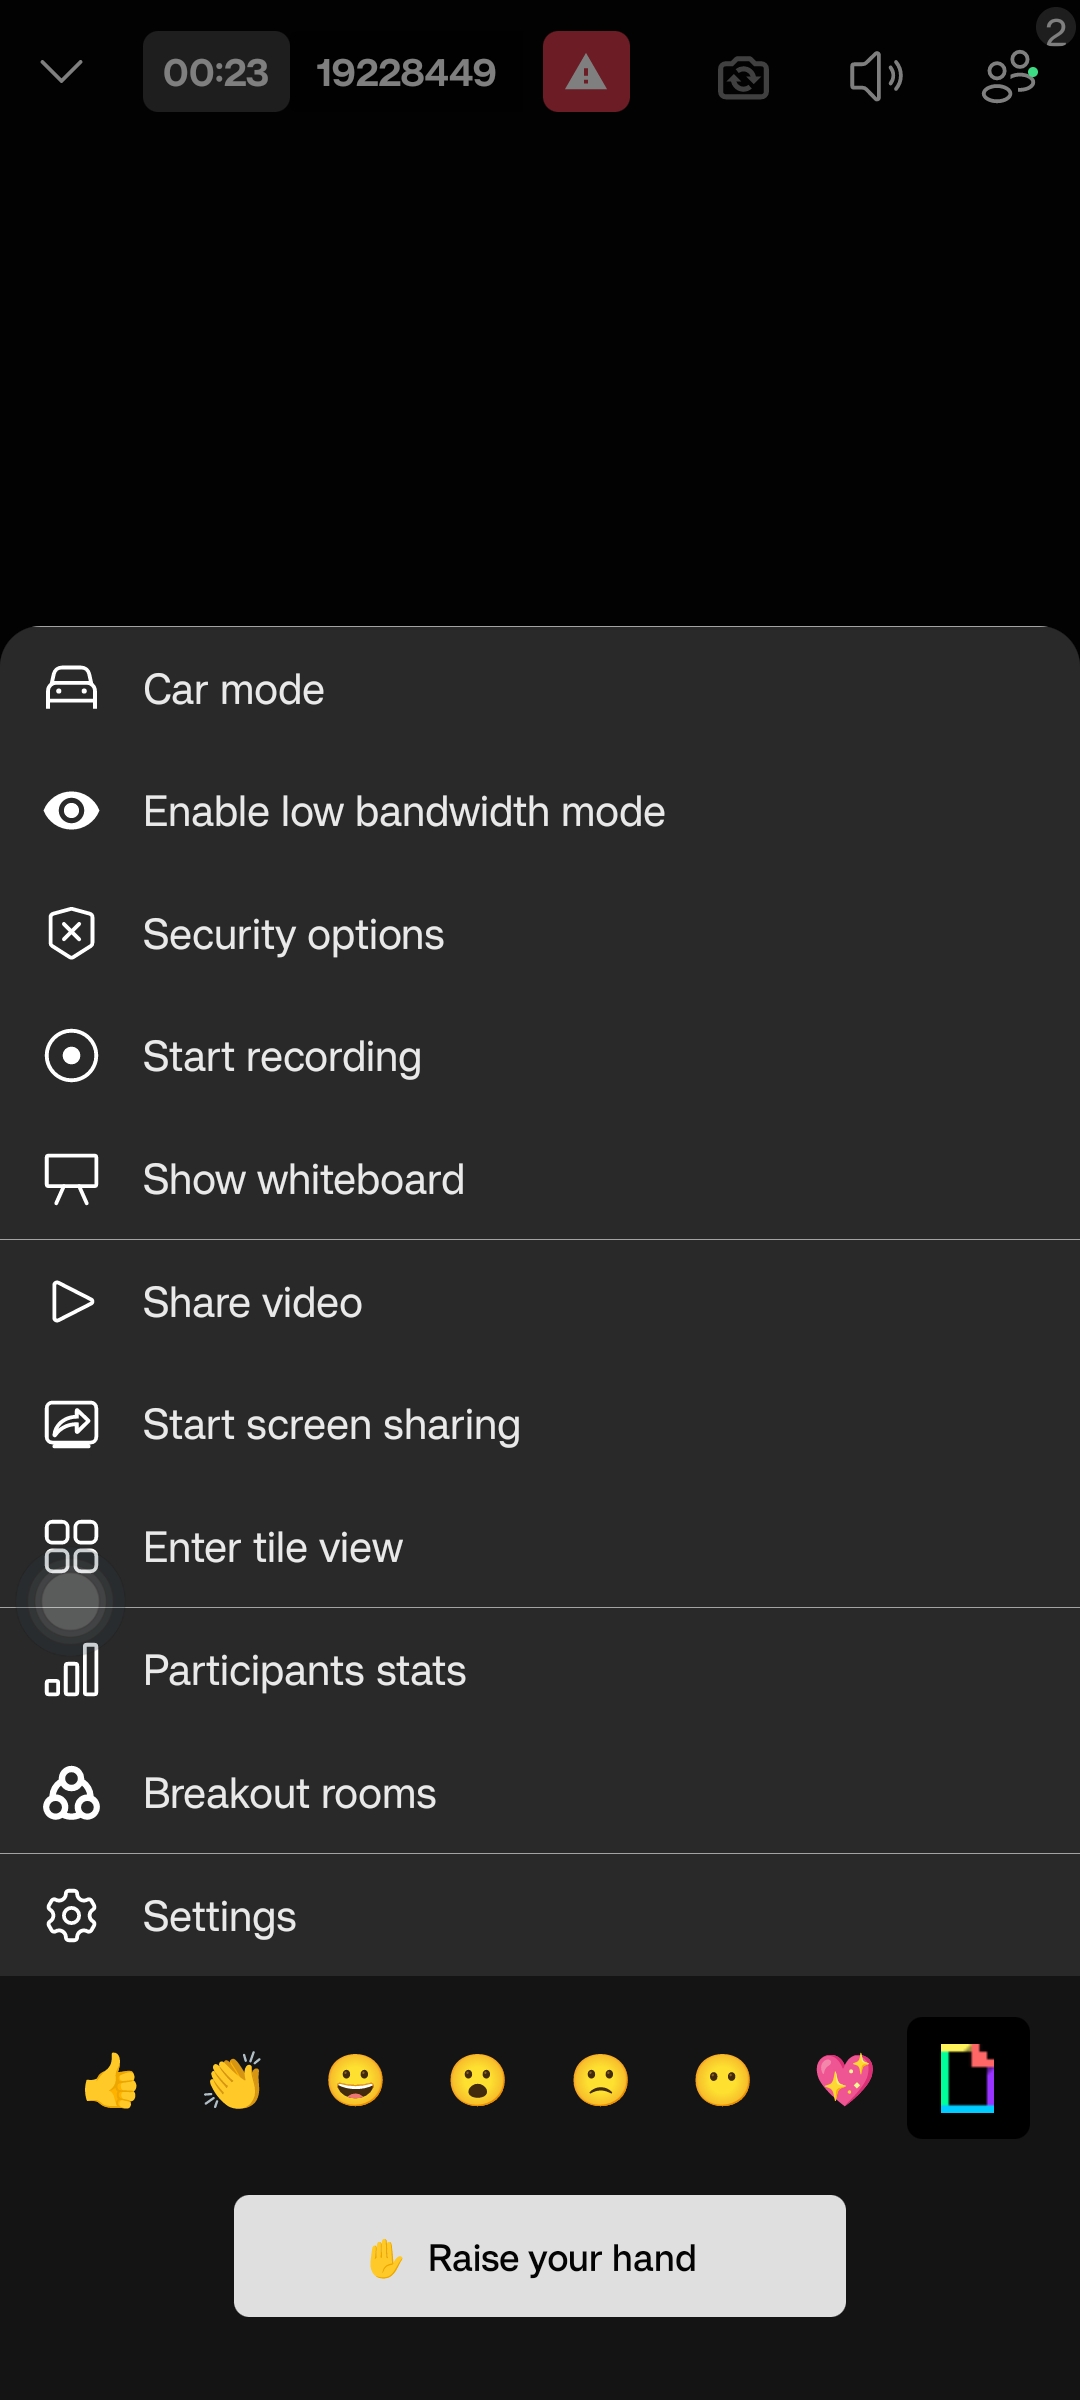 2
00:23 19228449
Car mode
Enable low bandwidth mode
Security options
Start recording
Show whiteboard
Share video
Start screen sharing
Enter tile view
Participants stats
Breakout rooms
Settings
Raise your hand